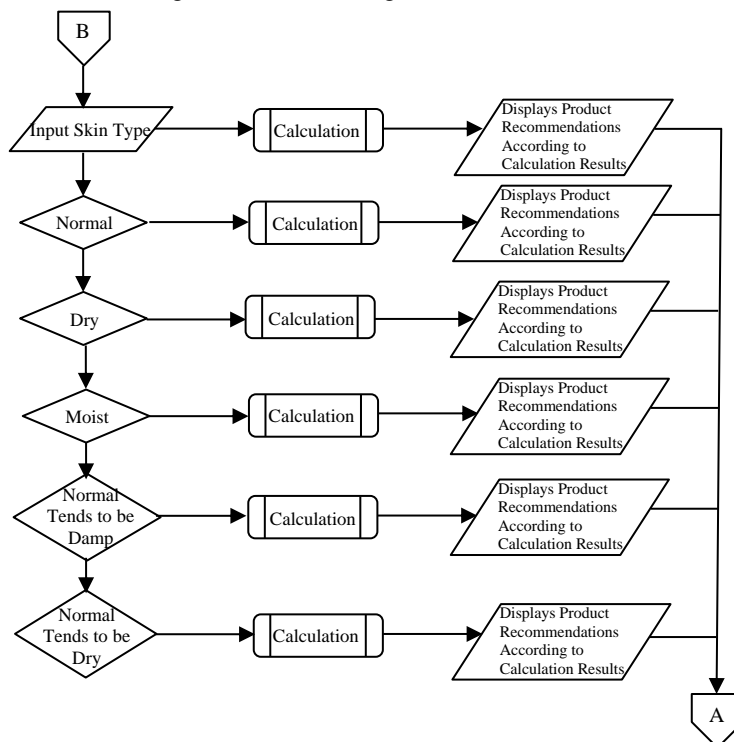 B
Input Skin Type
Calculation
Displays Product
Recommendations
According to
Calculation Results
Normal
Calculation
Displays Product
Recommendations
According to
Calculation Results
Dry
Calculation
Displays Product
Recommendations
According to
Calculation Results
Moist
Calculation
Displays Product
Recommendations
According to
Calculation Results
Normal
Tends to be
Damp
Calculation
Displays Product
Recommendations
According to
Calculation Results
Normal
Tends to be
Dry
Calculation
Displays Product
Recommendations
According to
Calculation Results
A